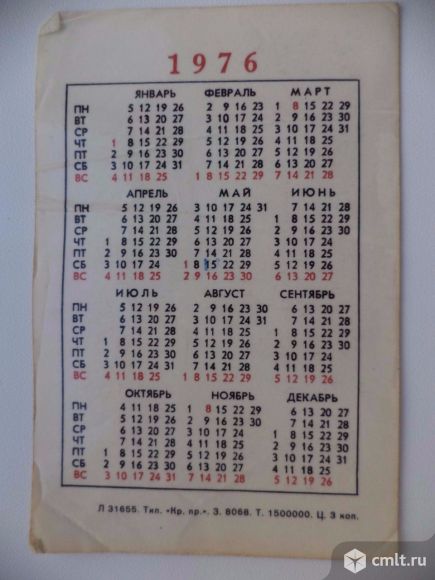 1976
ЯНВАРЬ ФЕВРАЛЬ МАРТ
ПН 5 12 19 26 2 9 16 23 1 8 15 22 29
ВТ 6 13 20 27 3 10 17 24 2 9 16 23 30
СР 7 14 21 28 4 11 18 25 3 10 17 24 31
ЧТ 1 8 15 22 29 5 12 19 26 4 11 18 25
ПТ 2 9 16 23 30 6 13 20 27 5 12 19 26
СБ 3 10 17 24 31 7 14 21 28 6 13 20 27
ВС 4 11 18 25 1 8 15 22 29 7 14 21 28
АПРЕЛЬ МАЙ ИЮНЬ
ПН 5 12 19 26 3 10 17 24 31 7 14 21 28
ВТ 6 13 20 27 4 11 18 25 1 8 15 22 29
СР 7 14 21 28 5 12 19 26 2 9 16 23 30
ЧТ 1 8 15 22 29 6 13 20 27 3 10 17 24
ПТ 2 9 16 23 30 7 14 21 28 4 11 18 25
СБ 3 10 17 24 1 8 15 22 29 5 12 19 26
ВС 4 11 18 25 2 9 16 23 30 6 13 20 27
ИЮЛЬ АВГУСТ СЕНТЯБРЬ
ПН 5 12 19 26 2 9 16 23 30 6 13 20 27
ВТ 6 13 20 27 3 10 17 24 31 7 14 21 28
СР 7 14 21 28 4 11 18 25 1 8 15 22 29
ЧТ 1 8 15 22 29 5 12 19 26 2 9 16 23 30
ПТ 2 9 16 23 30 6 13 20 27 3 10 17 24
СБ 3 10 17 24 31 7 14 21 28 4 11 18 25
ВС 4 11 18 25 1 8 15 22 29 5 12 19 26
ОКТЯБРЬ НОЯБРЬ ДЕКАБРЬ
ПН 4 11 18 25 1 8 15 22 29 6 13 20 27
ВТ 5 12 19 26 2 9 16 23 30 7 14 21 28
СР 6 13 20 27 3 10 17 24 1 8 15 22 29
ЧТ 7 14 21 28 4 11 18 25 2 9 16 23 30
ПТ 1 8 15 22 29 5 12 19 26 3 10 17 24 31
СБ 2 9 16 23 30 6 13 20 27 4 11 18 25
ВС 3 10 17 24 31 7 14 21 28 5 12 19 26
Л 31655. Тип. «Кр. пр.». З. 8068. Т. 1500000. Ц. 3 коп.
cmlt.ru